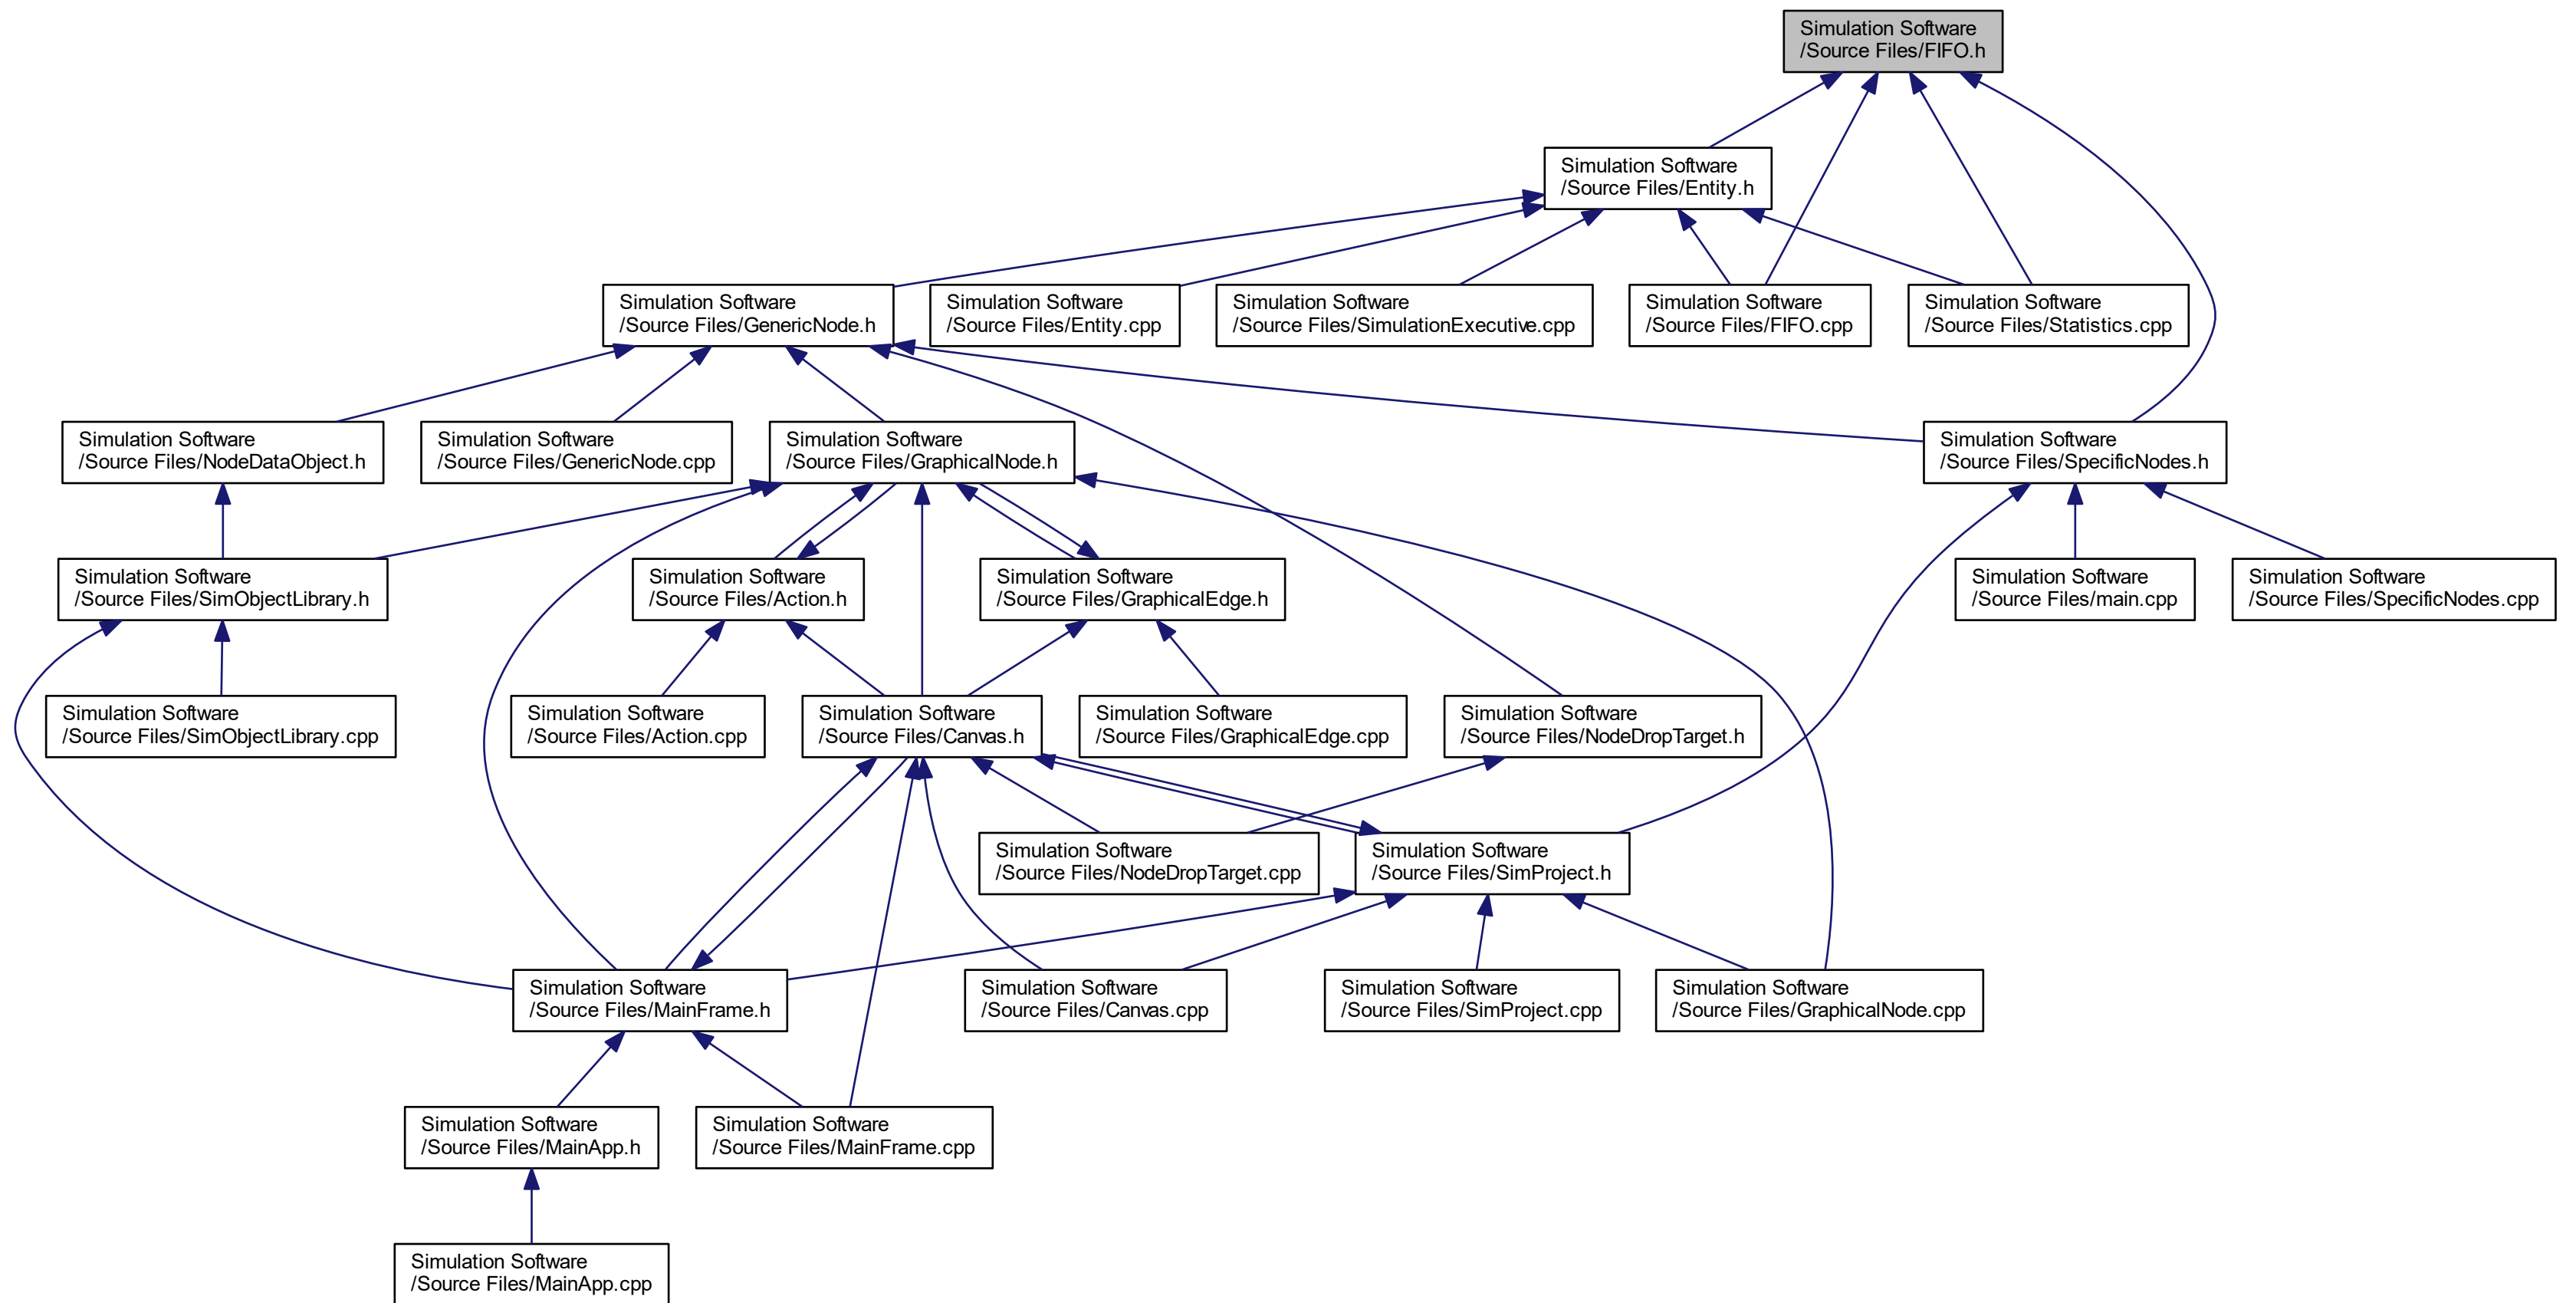 Simulation Software
/Source Files/FIFO.h
Simulation Software
/Source Files/Entity.h
Simulation Software
/Source Files/GenericNode.h
Simulation Software
/Source Files/Entity.cpp
Simulation Software
/Source Files/SimulationExecutive.cpp
Simulation Software
/Source Files/FIFO.cpp
Simulation Software
/Source Files/Statistics.cpp
Simulation Software
/Source Files/NodeDataObject.h
Simulation Software
/Source Files/GenericNode.cpp
Simulation Software
/Source Files/GraphicalNode.h
Simulation Software
/Source Files/SpecificNodes.h
Simulation Software
/Source Files/SimObjectLibrary.h
Simulation Software
/Source Files/Action.h
Simulation Software
/Source Files/GraphicalEdge.h
Simulation Software
/Source Files/main.cpp
Simulation Software
/Source Files/SpecificNodes.cpp
Simulation Software
/Source Files/SimObjectLibrary.cpp
Simulation Software
/Source Files/Action.cpp
Simulation Software
/Source Files/Canvas.h
Simulation Software
/Source Files/GraphicalEdge.cpp
Simulation Software
/Source Files/NodeDropTarget.h
Simulation Software
/Source Files/NodeDropTarget.cpp
Simulation Software
/Source Files/SimProject.h
Simulation Software
/Source Files/MainFrame.h
Simulation Software
/Source Files/Canvas.cpp
Simulation Software
/Source Files/SimProject.cpp
Simulation Software
/Source Files/GraphicalNode.cpp
Simulation Software
/Source Files/MainApp.h
Simulation Software
/Source Files/MainFrame.cpp
Simulation Software
/Source Files/MainApp.cpp